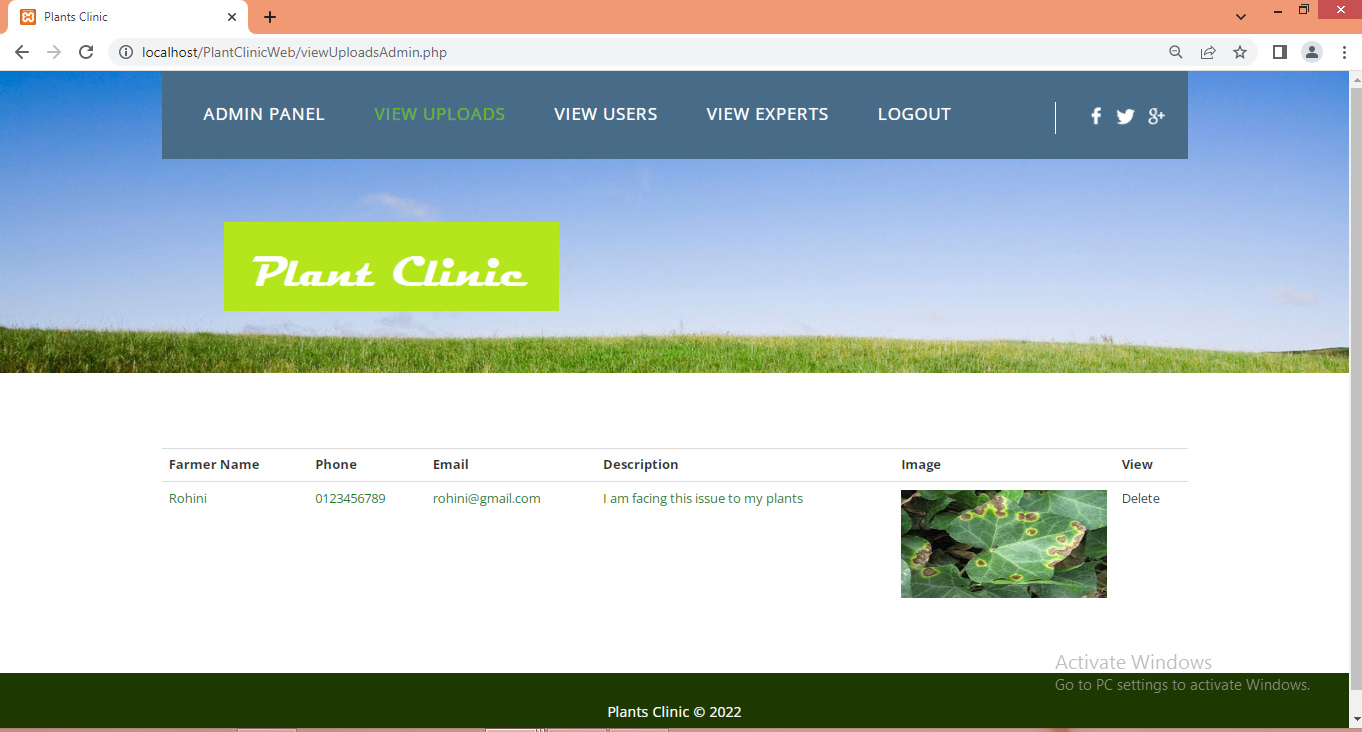 Plants Clinic
localhost/PlantClinicWeb/viewUploadsAdmin.php
ADMIN PANEL VIEW UPLOADS VIEW USERS VIEW EXPERTS LOGOUT
Plant Clinic
Farmer Name Phone Email Description Image View
Rohini 0123456789 rohini@gmail.com I am facing this issue to my plants Delete
Activate Windows
Go to PC settings to activate Windows.
Plants Clinic © 2022